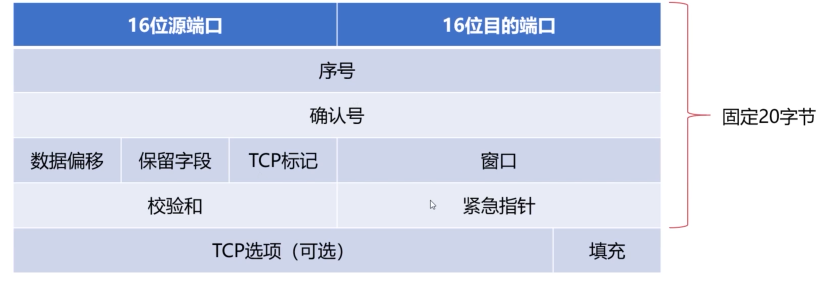 16位源端口 16位目的端口
序号
确认号
固定20字节
数据偏移 保留字段 TCP标记 窗口
校验和 紧急指针
TCP选项（可选） 填充